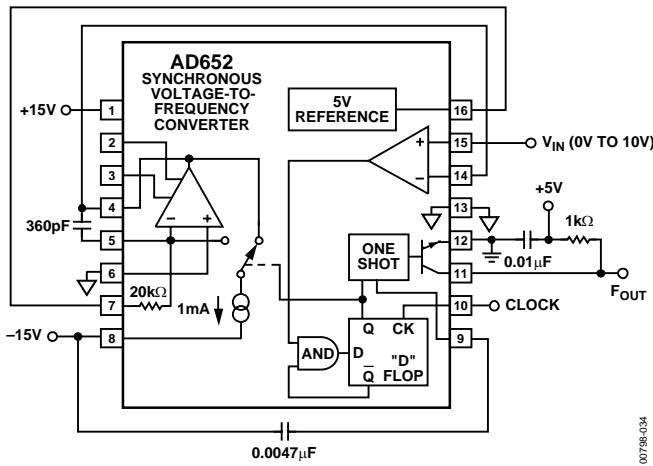 AD652
SYNCHRONOUS
VOLTAGE-TO-
FREQUENCY
CONVERTER
5V
REFERENCE
+15V
1
2
3
4
5
6
7
8
16
15
14
13
12
11
10
9
VIN (0V TO 10V)
+5V
1kΩ
0.01µF
FOUT
CLOCK
360pF
20kΩ
1mA
–15V
–
+
+
–
ONE
SHOT
AND
D
Q
CK
"D"
FLOP
Q̅
0.0047µF
00798-034